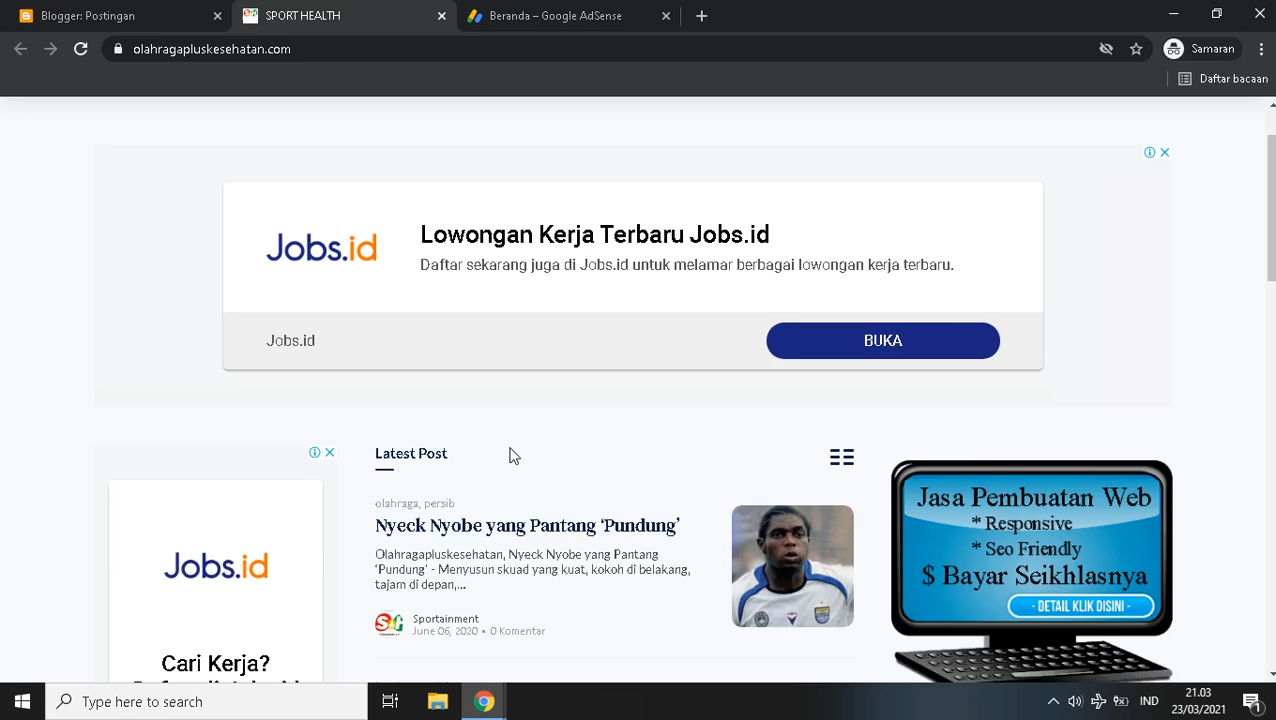 Blogger: Postingan
SPORT HEALTH
Beranda – Google AdSense
olahragapluskesehatan.com
Samaran
Daftar bacaan
Jobs.id
Lowongan Kerja Terbaru Jobs.id
Daftar sekarang juga di Jobs.id untuk melamar berbagai lowongan kerja terbaru.
Jobs.id
BUKA
Jobs.id
Cari Kerja?
Latest Post
olahraga, persib
Nyeck Nyobe yang Pantang ‘Pundung’
Olahragapluskesehatan, Nyeck Nyobe yang Pantang
‘Pundung’ - Menyusun skuad yang kuat, kokoh di belakang,
tajam di depan,...
Sportainment
June 06, 2020 • 0 Komentar
Jasa Pembuatan Web
* Responsive
* Seo Friendly
$ Bayar Seikhlasnya
- DETAIL KLIK DISINI -
Type here to search
IND
21.03
23/03/2021
1